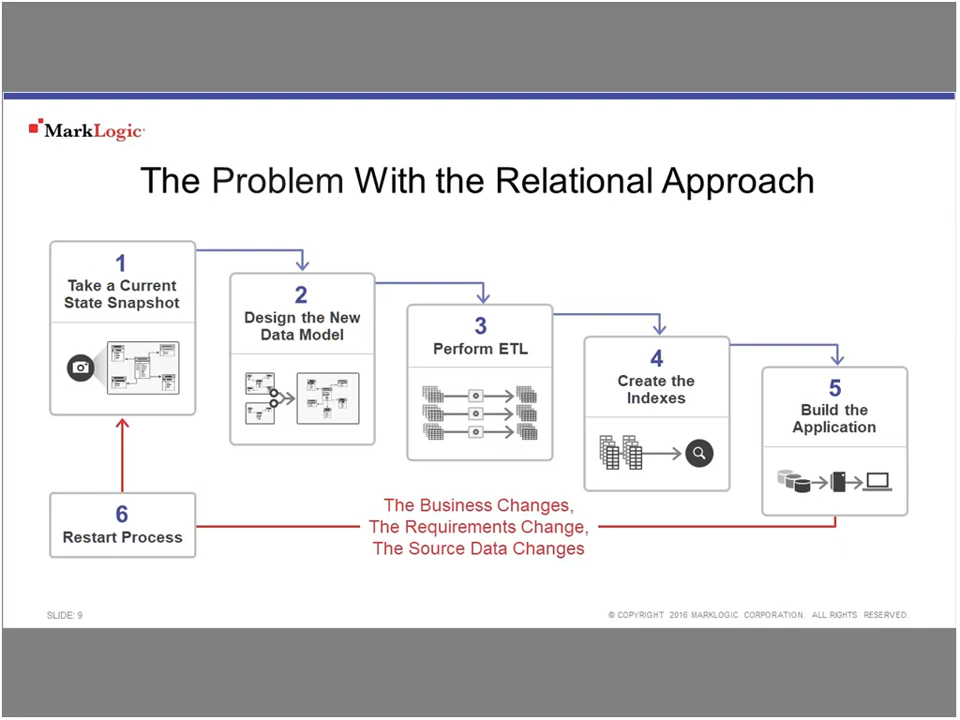 MarkLogic
The Problem With the Relational Approach
1
Take a Current
State Snapshot
2
Design the New
Data Model
3
Perform ETL
4
Create the
Indexes
5
Build the
Application
6
Restart Process
The Business Changes,
The Requirements Change,
The Source Data Changes
SLIDE: 9
© COPYRIGHT 2016 MARKLOGIC CORPORATION. ALL RIGHTS RESERVED.